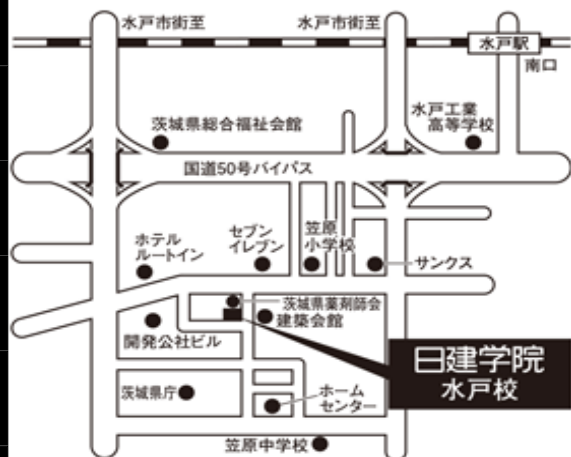 水戸市街至
水戸市街至
水戸駅
南口
茨城県総合福祉会館
水戸工業
高等学校
国道50号バイパス
ホテル
ルートイン
セブン
イレブン
笠原
小学校
サンクス
茨城県薬剤師会
建築会館
開発公社ビル
日建学院
水戸校
茨城県庁
ホーム
センター
笠原中学校